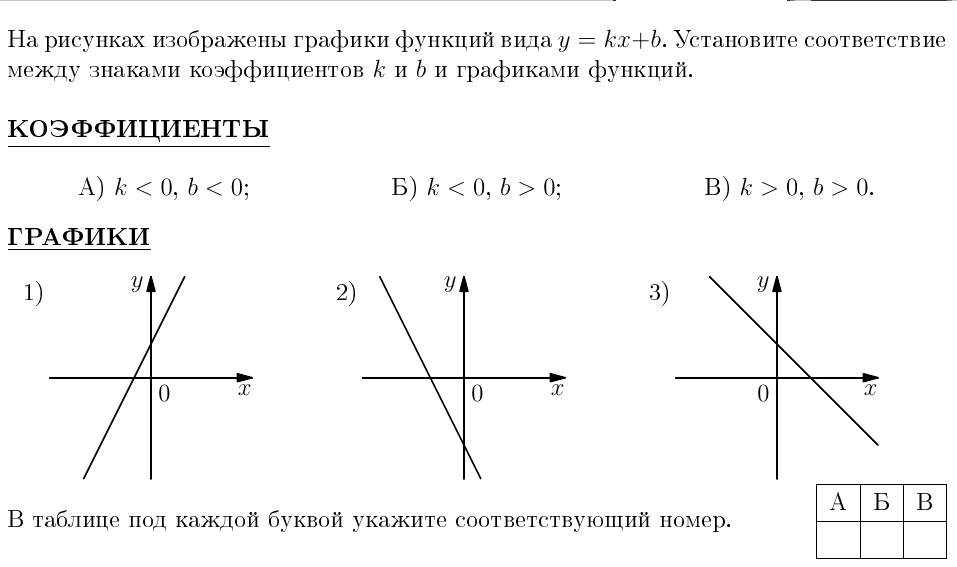 На рисунках изображены графики функций вида y = kx+b. Установите соответствие
между знаками коэффициентов k и b и графиками функций.
КОЭФФИЦИЕНТЫ
А) k < 0, b < 0; Б) k < 0, b > 0; В) k > 0, b > 0.
ГРАФИКИ
1) y 0 x
2) y 0 x
3) y 0 x
В таблице под каждой буквой укажите соответствующий номер.
А Б В